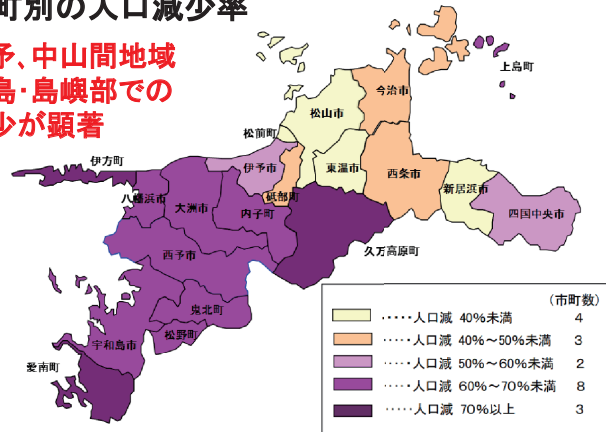 町別の人口減少率
予、中山間地域
島・島嶼部での
少が顕著
上島町
今治市
松山市
松前町
伊方町
伊予市
東温市
西条市
新居浜市
八幡浜市
大洲市
砥部町
内子町
四国中央市
久万高原町
西予市
鬼北町
松野町
宇和島市
愛南町
(市町数)
・・・・・人口減 40%未満 4
・・・・・人口減 40%～50%未満 3
・・・・・人口減 50%～60%未満 2
・・・・・人口減 60%～70%未満 8
・・・・・人口減 70%以上 3